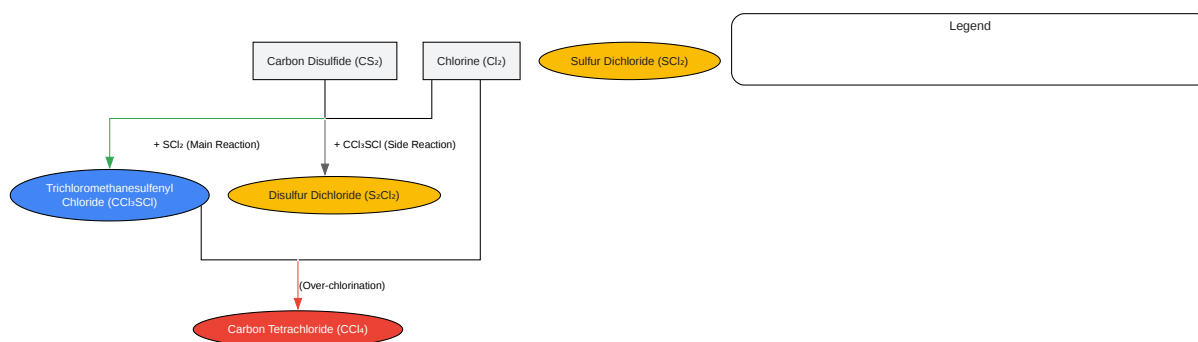 Legend
Carbon Disulfide (CS₂)
Chlorine (Cl₂)
Sulfur Dichloride (SCl₂)
+ SCl₂ (Main Reaction)
+ CCl₃SCl (Side Reaction)
Trichloromethanesulfenyl
Chloride (CCl₃SCl)
Disulfur Dichloride (S₂Cl₂)
(Over-chlorination)
Carbon Tetrachloride (CCl₄)